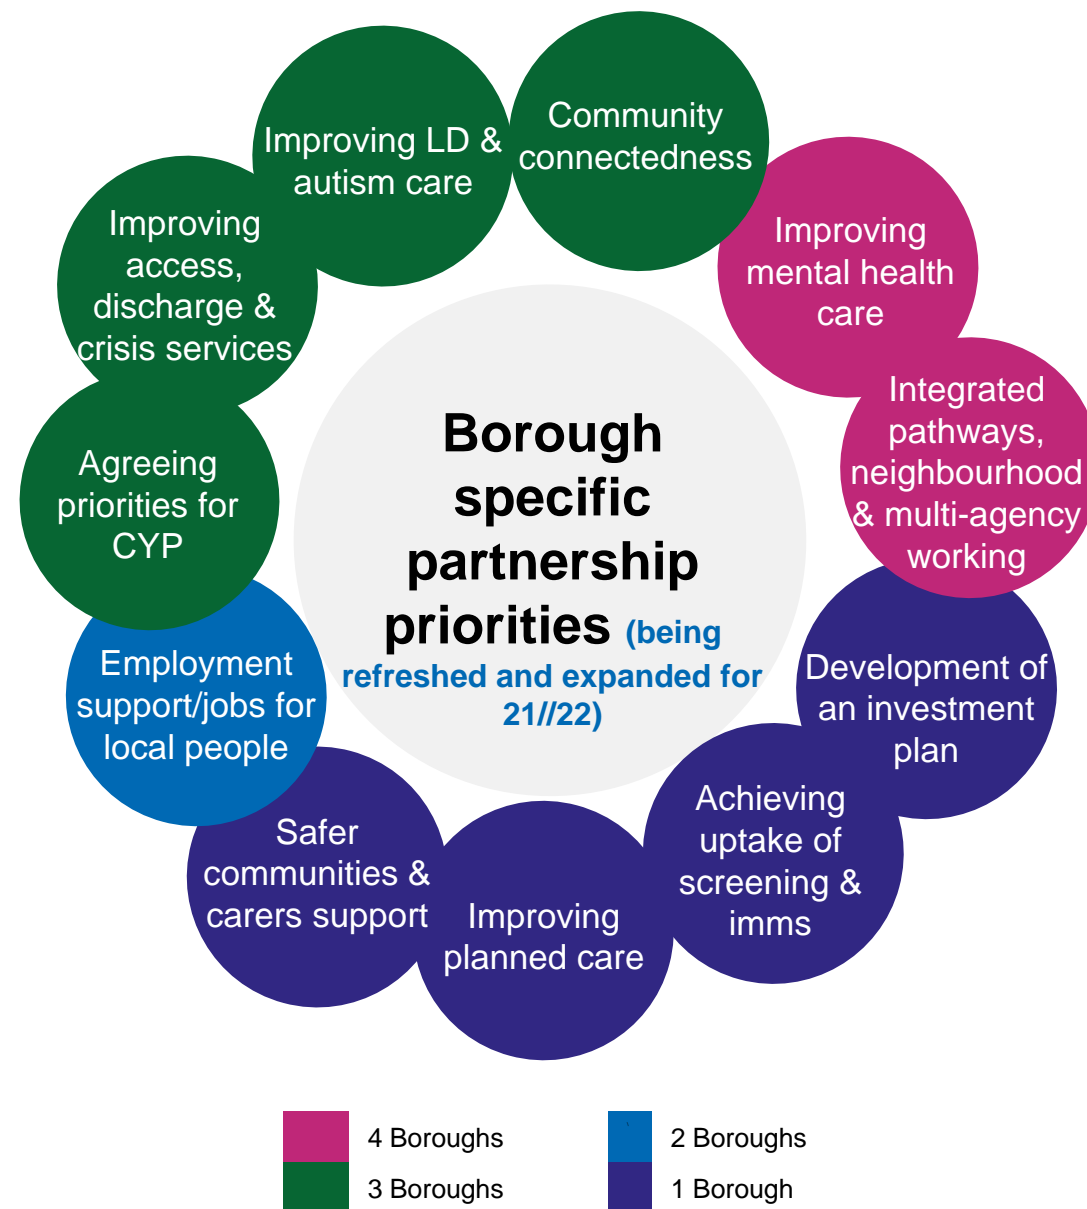 Community
connectedness
Improving LD &
autism care
Improving
mental health
care
Improving
access,
discharge &
crisis services
Integrated
pathways,
neighbourhood
& multi-agency
working
Borough
specific
partnership
priorities (being
refreshed and expanded for
21//22)
Agreeing
priorities for
CYP
Employment
support/jobs for
local people
Development of
an investment
plan
Achieving
uptake of
screening &
imms
Safer
communities &
carers support
Improving
planned care
4 Boroughs
2 Boroughs
3 Boroughs
1 Borough